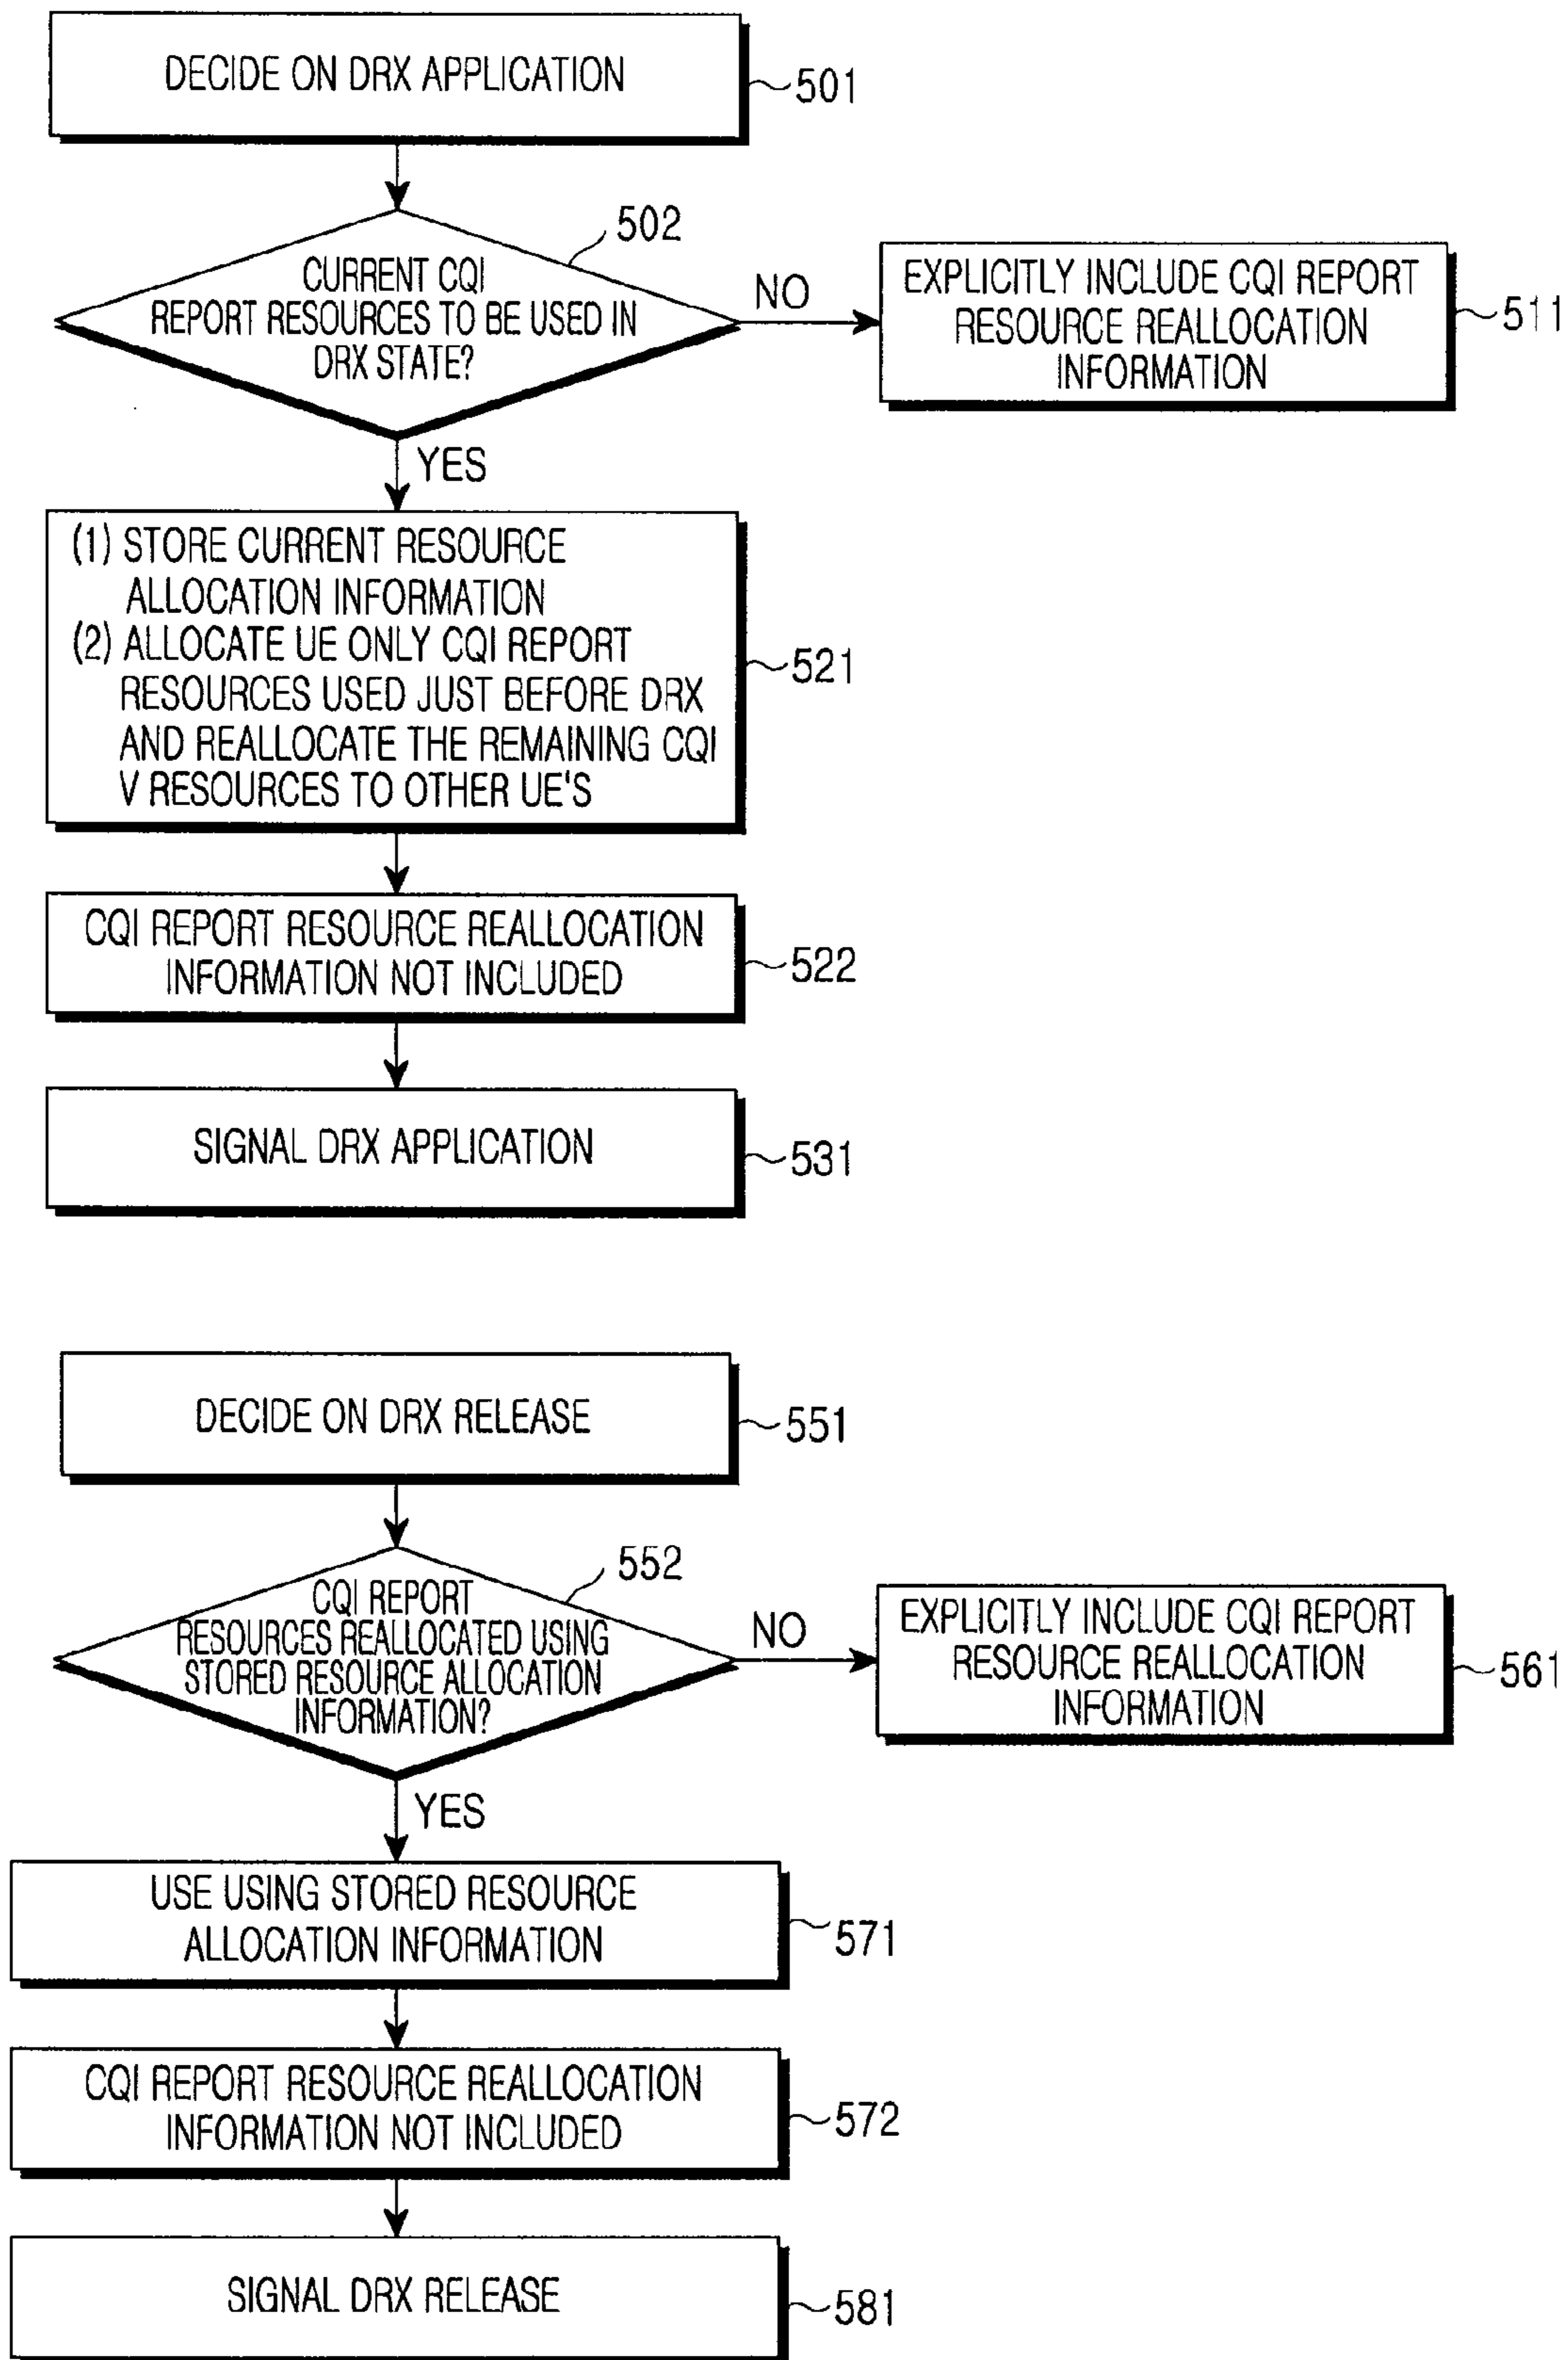 DECIDE ON DRX APPLICATION
501
502
CURRENT CQI
REPORT RESOURCES TO BE USED IN
DRX STATE?
NO
EXPLICITLY INCLUDE CQI REPORT
RESOURCE REALLOCATION
INFORMATION
511
YES
(1) STORE CURRENT RESOURCE
ALLOCATION INFORMATION
(2) ALLOCATE UE ONLY CQI REPORT
RESOURCES USED JUST BEFORE DRX
AND REALLOCATE THE REMAINING CQI
V RESOURCES TO OTHER UE'S
521
CQI REPORT RESOURCE REALLOCATION
INFORMATION NOT INCLUDED
522
SIGNAL DRX APPLICATION
531
DECIDE ON DRX RELEASE
551
552
CQI REPORT
RESOURCES REALLOCATED USING
STORED RESOURCE ALLOCATION
INFORMATION?
NO
EXPLICITLY INCLUDE CQI REPORT
RESOURCE REALLOCATION
INFORMATION
561
YES
USE USING STORED RESOURCE
ALLOCATION INFORMATION
571
CQI REPORT RESOURCE REALLOCATION
INFORMATION NOT INCLUDED
572
SIGNAL DRX RELEASE
581